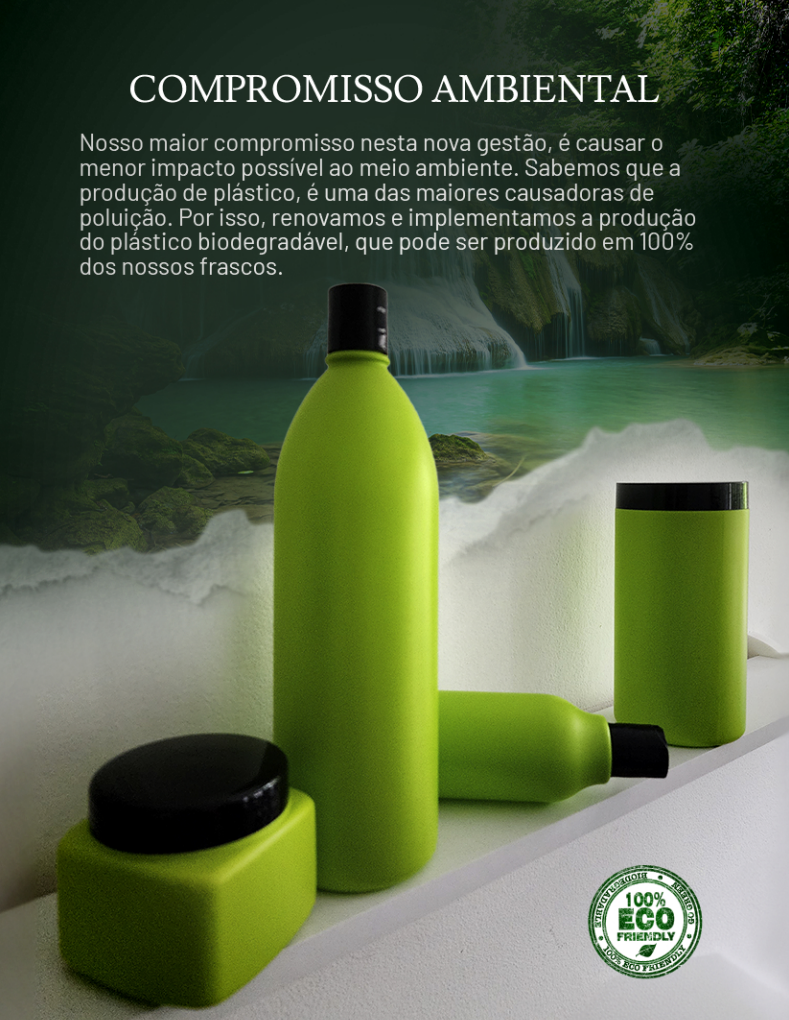 COMPROMISSO AMBIENTAL
Nosso maior compromisso nesta nova gestão, é causar o
menor impacto possível ao meio ambiente. Sabemos que a
produção de plástico, é uma das maiores causadoras de
poluição. Por isso, renovamos e implementamos a produção
do plástico biodegradável, que pode ser produzido em 100%
dos nossos frascos.
BIODEGRADABLE • GO GREEN
100%
ECO
FRIENDLY
• 100% ECO FRIENDLY •